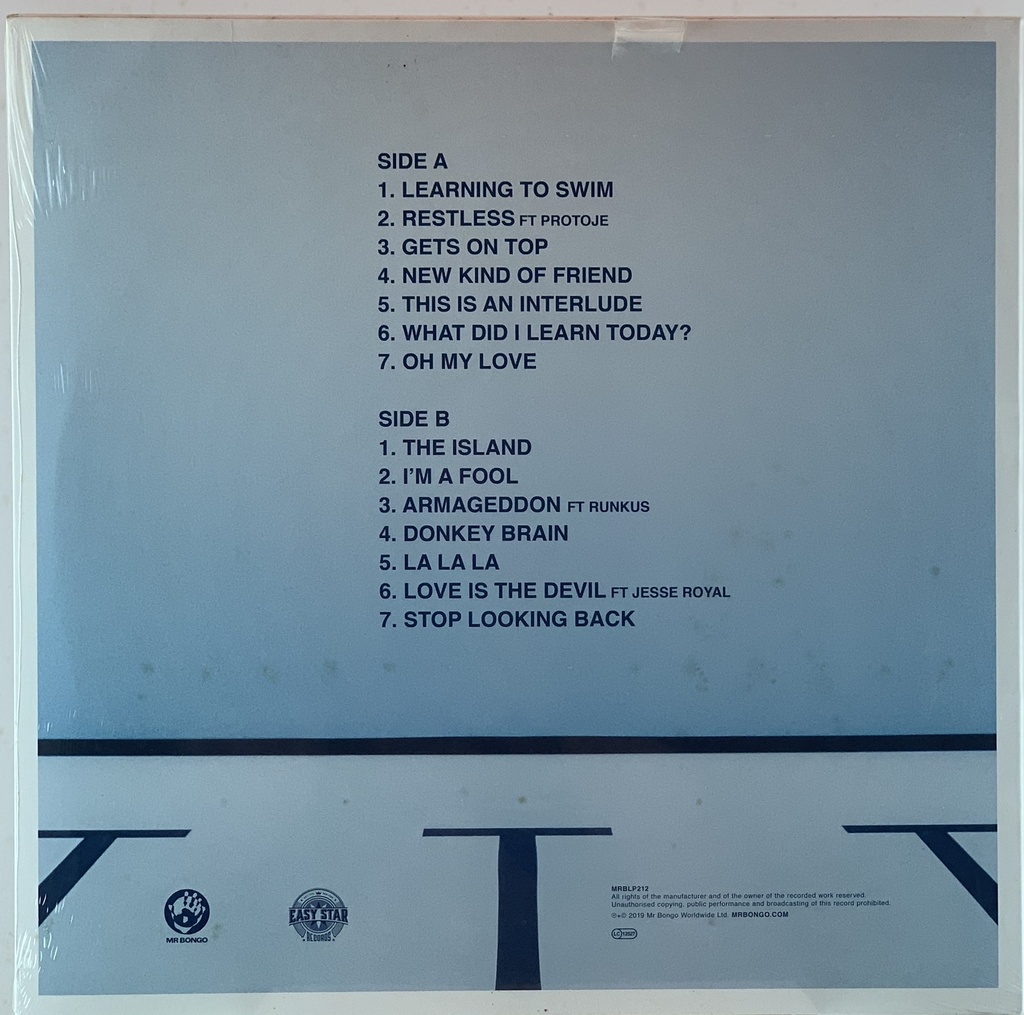 SIDE A
1. LEARNING TO SWIM
2. RESTLESS FT PROTOJE
3. GETS ON TOP
4. NEW KIND OF FRIEND
5. THIS IS AN INTERLUDE
6. WHAT DID I LEARN TODAY?
7. OH MY LOVE
SIDE B
1. THE ISLAND
2. I'M A FOOL
3. ARMAGEDDON FT RUNKUS
4. DONKEY BRAIN
5. LA LA LA
6. LOVE IS THE DEVIL FT JESSE ROYAL
7. STOP LOOKING BACK
MR BONGO
EASY STAR
RECORDS
MRBLP212
All rights of the manufacturer and of the owner of the recorded work reserved.
Unauthorised copying, public performance and broadcasting of this record prohibited.
℗+© 2019 Mr Bongo Worldwide Ltd. MRBONGO.COM
LC 12527